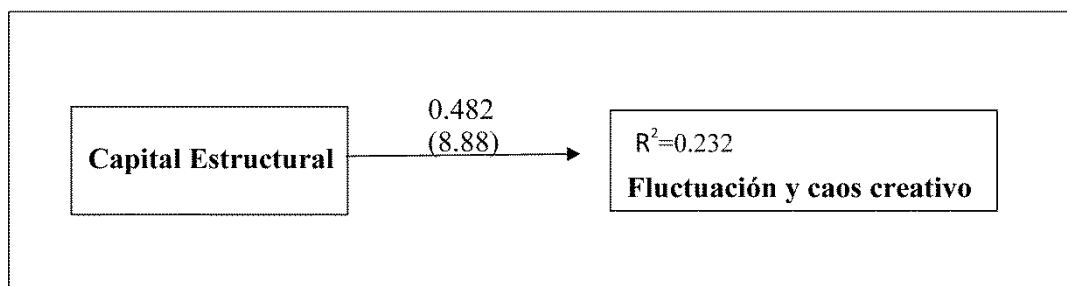 Capital Estructural
0.482
(8.88)
R²=0.232
Fluctuación y caos creativo